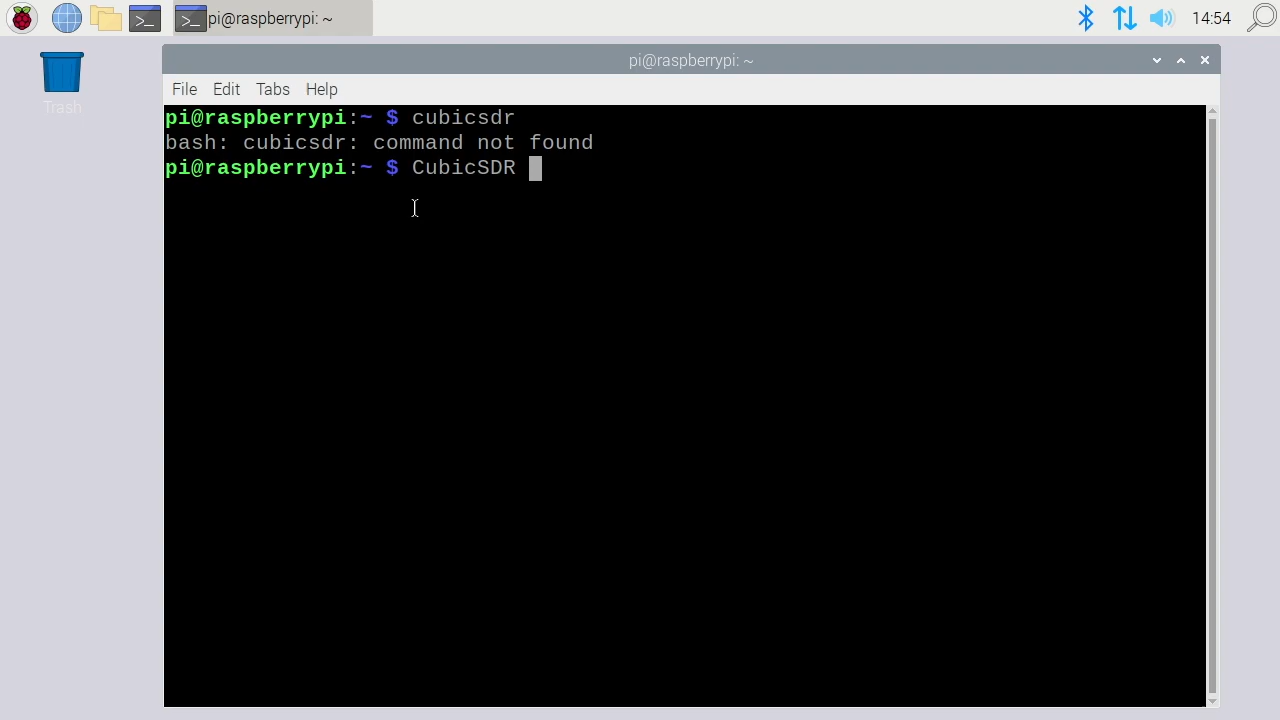 pi@raspberrypi: ~ 14:54
Trash
pi@raspberrypi: ~
File Edit Tabs Help
pi@raspberrypi:~ $ cubicsdr
bash: cubicsdr: command not found
pi@raspberrypi:~ $ CubicSDR